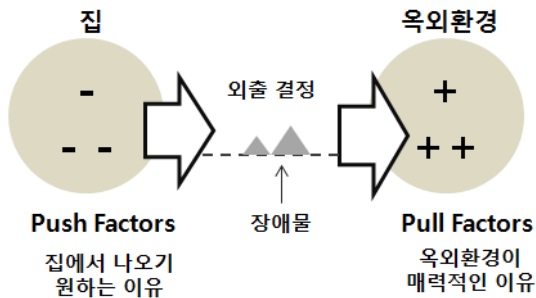 집
옥외환경
-
- -
외출 결정
+
+ +
Push Factors
장애물
Pull Factors
집에서 나오기
원하는 이유
옥외환경이
매력적인 이유